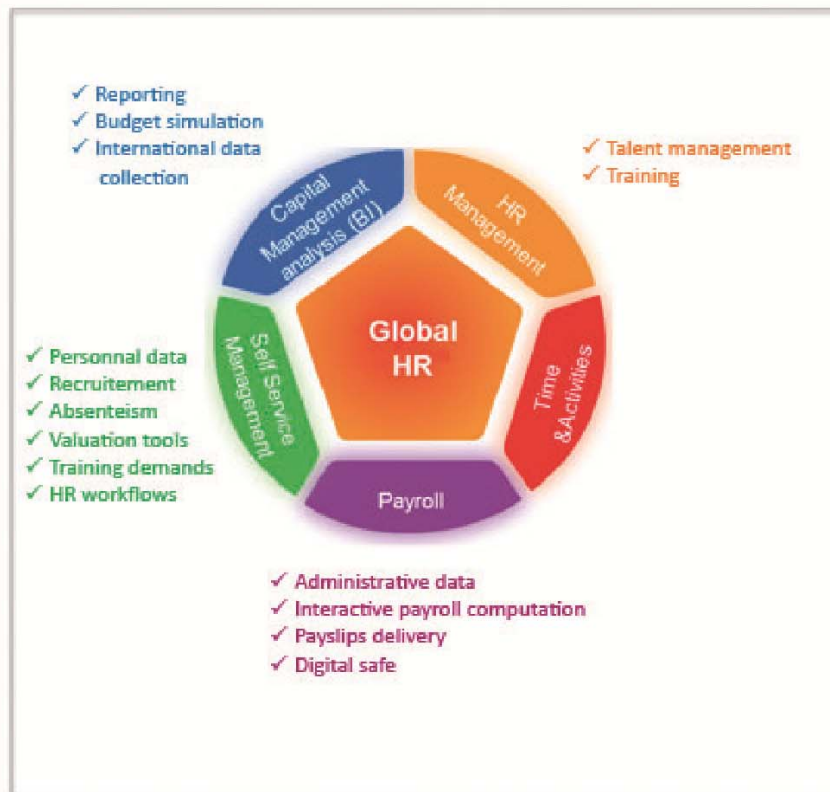 ✓ Reporting
✓ Budget simulation
✓ International data
collection
✓ Talent management
✓ Training
Capital
Management
analysis (BI)
HR
Management
Global
HR
Time
&Activities
Self Service
Management
Payroll
✓ Personnal data
✓ Recruitement
✓ Absenteism
✓ Valuation tools
✓ Training demands
✓ HR workflows
✓ Administrative data
✓ Interactive payroll computation
✓ Payslips delivery
✓ Digital safe